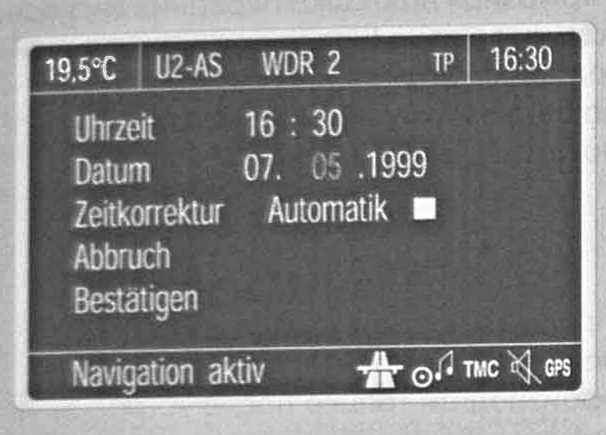 19,5°C U2-AS WDR 2 TP 16:30
Uhrzeit 16 : 30
Datum 07. 05 .1999
Zeitkorrektur Automatik
Abbruch
Bestätigen
Navigation aktiv TMC GPS